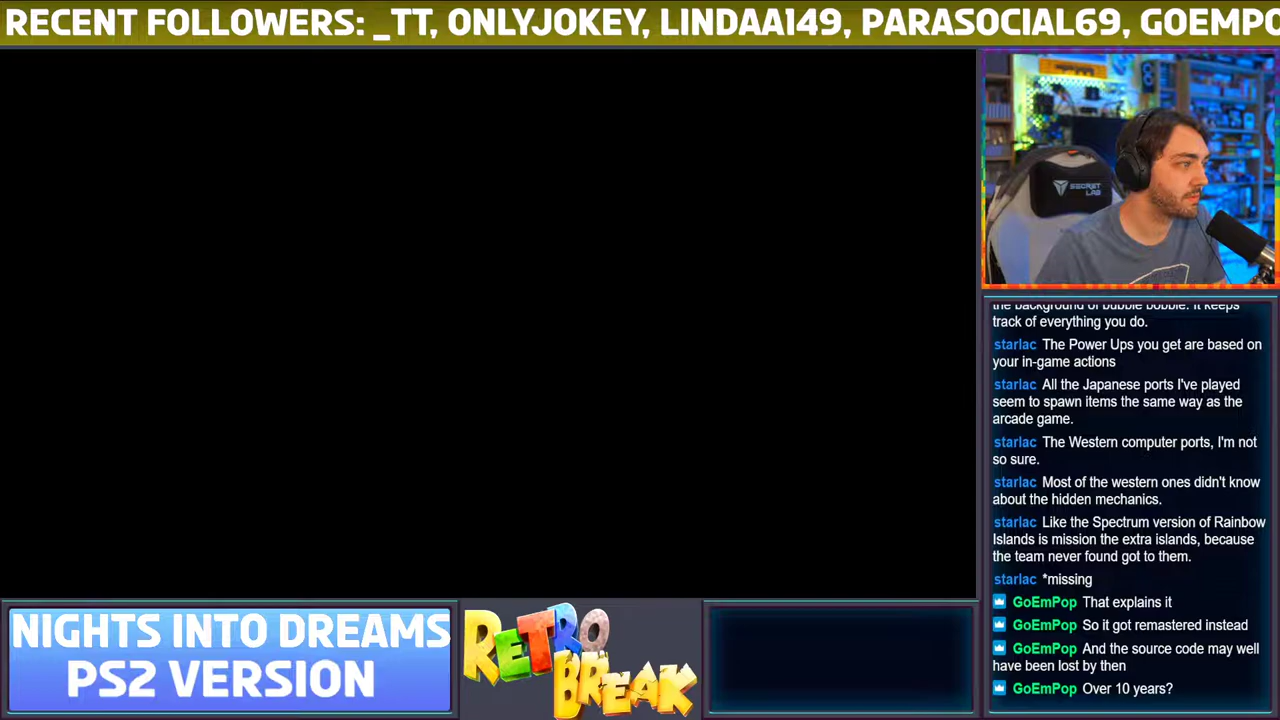 RECENT FOLLOWERS: _TT, ONLYJOKEY, LINDAA149, PARASOCIAL69, GOEMPO
SECRET
LAB
the background of bubble bobble. It keeps
track of everything you do.
starlac The Power Ups you get are based on
your in-game actions
starlac All the Japanese ports I've played
seem to spawn items the same way as the
arcade game.
starlac The Western computer ports, I'm not
so sure.
starlac Most of the western ones didn't know
about the hidden mechanics.
starlac Like the Spectrum version of Rainbow
Islands is mission the extra islands, because
the team never found got to them.
starlac *missing
GoEmPop That explains it
GoEmPop So it got remastered instead
GoEmPop And the source code may well
have been lost by then
GoEmPop Over 10 years?
NIGHTS INTO DREAMS
PS2 VERSION
RETRO
BREAK